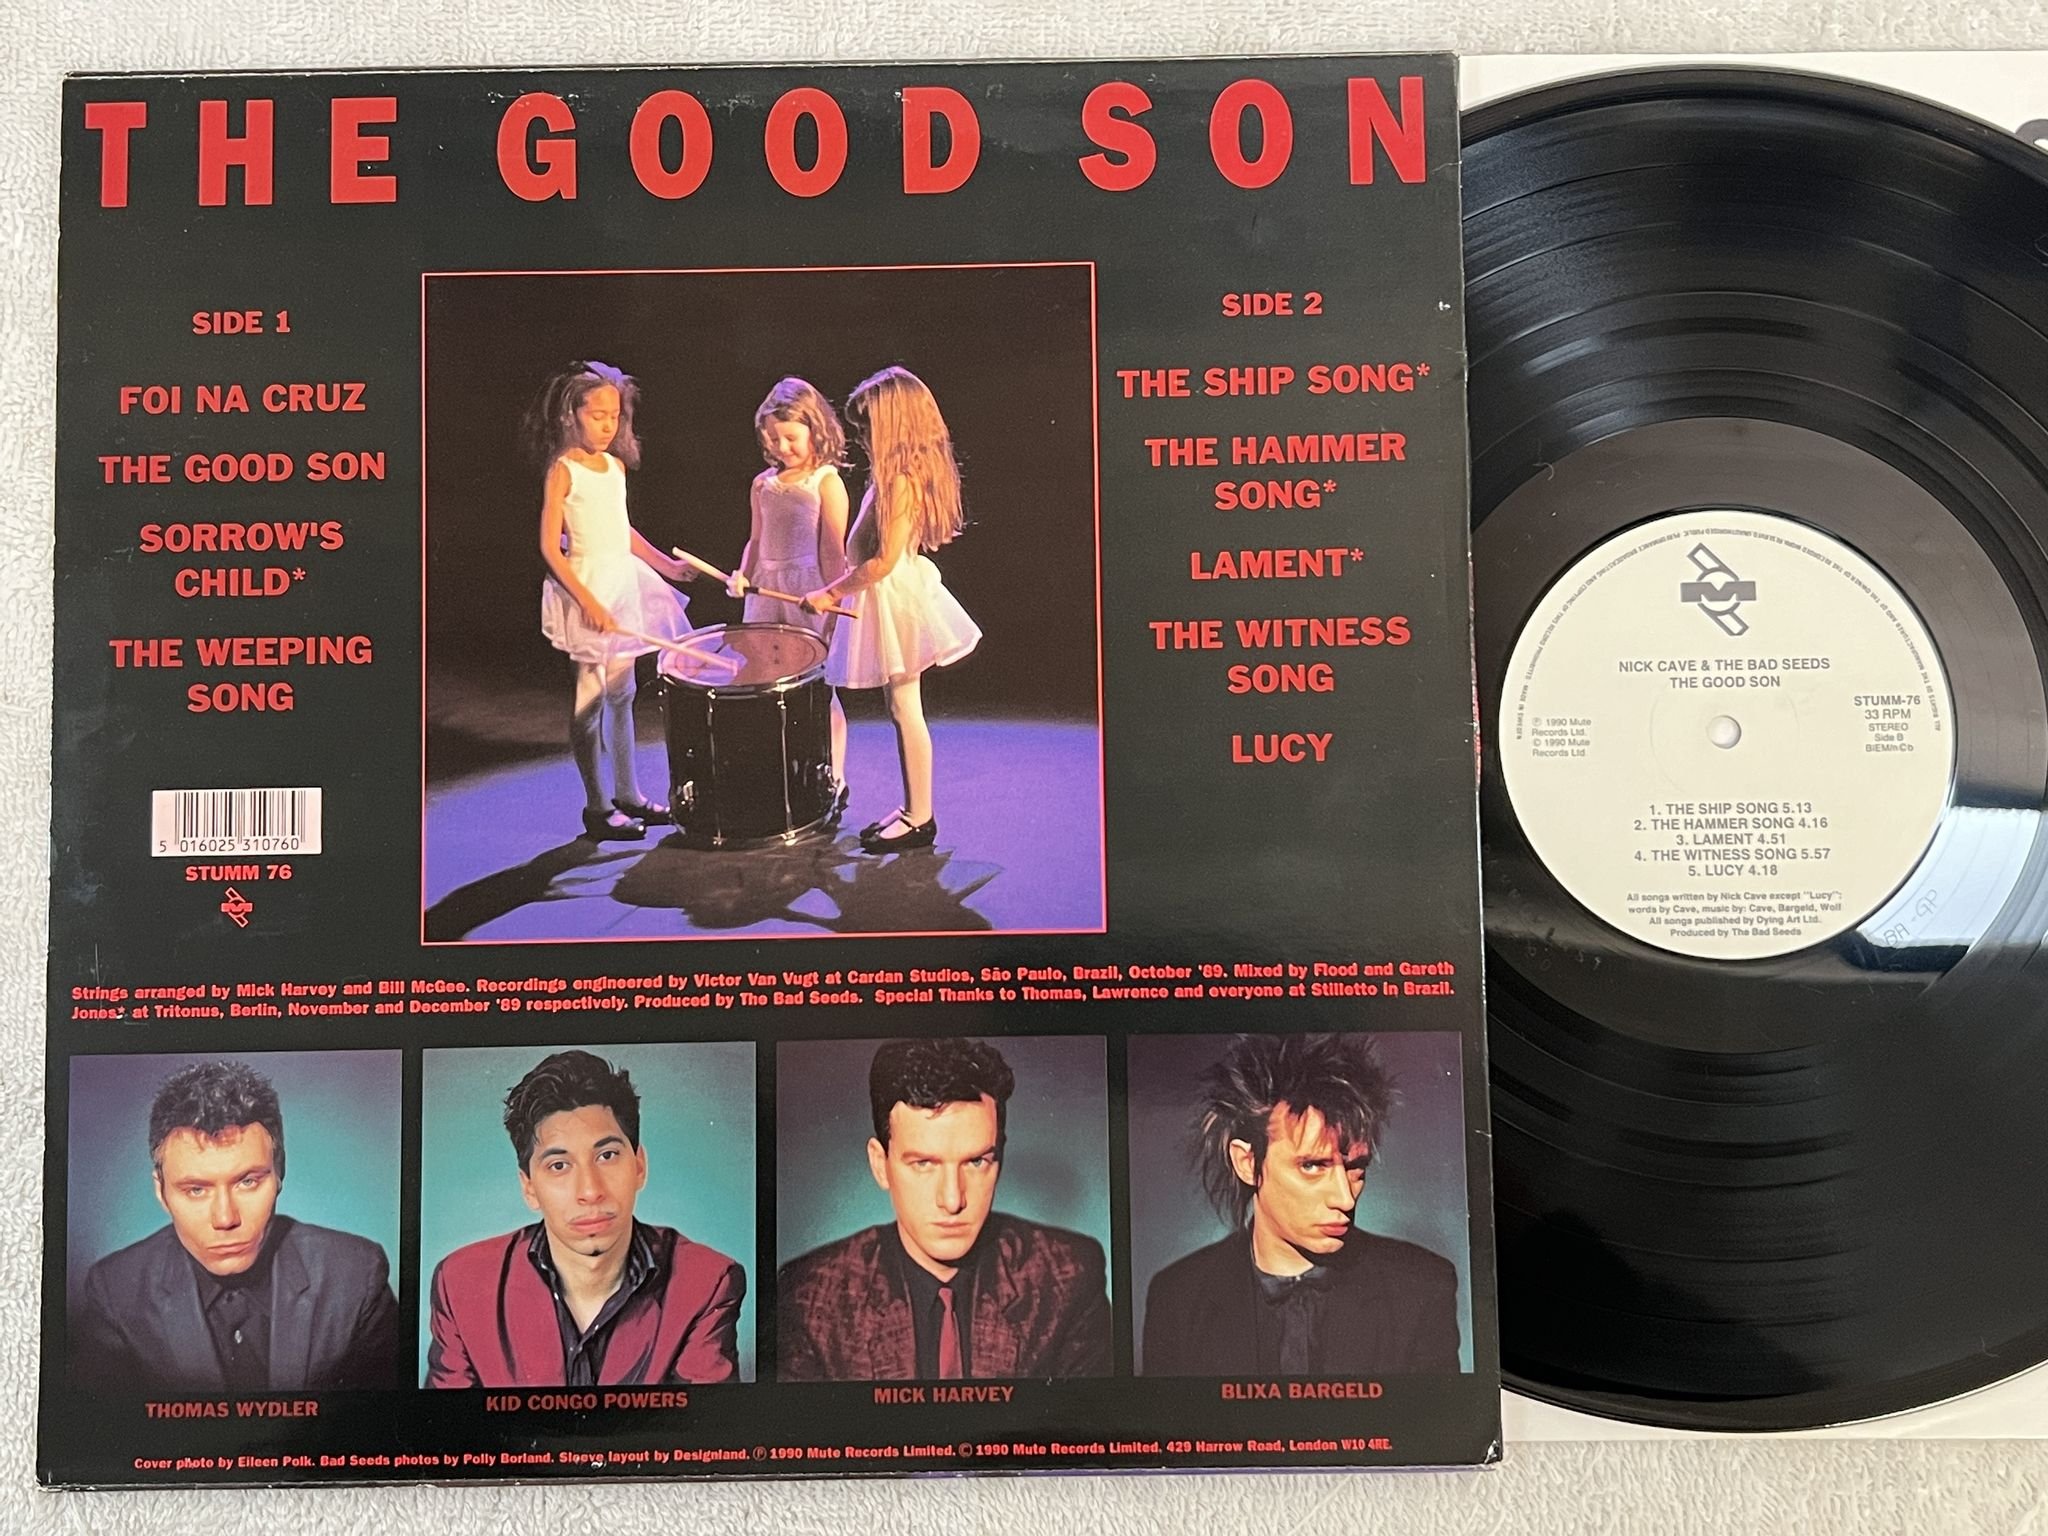 THE GOOD SON
SIDE 1
FOI NA CRUZ
THE GOOD SON
SORROW'S
CHILD*
THE WEEPING
SONG
SIDE 2
THE SHIP SONG*
THE HAMMER
SONG*
LAMENT*
THE WITNESS
SONG
LUCY
5 016025 310760
STUMM 76
Strings arranged by Mick Harvey and Bill McGee. Recordings engineered by Victor Van Vugt at Cardan Studios, São Paulo, Brazil, October '89. Mixed by Flood and Gareth
Jones* at Tritonus, Berlin, November and December '89 respectively. Produced by The Bad Seeds. Special Thanks to Thomas, Lawrence and everyone at Stilletto in Brazil.
THOMAS WYDLER
KID CONGO POWERS
MICK HARVEY
BLIXA BARGELD
Cover photo by Eileen Polk. Bad Seeds photos by Polly Borland. Sleeve layout by Designland. ℗ 1990 Mute Records Limited. © 1990 Mute Records Limited, 429 Harrow Road, London W10 4RE.
NICK CAVE & THE BAD SEEDS
THE GOOD SON
℗ 1990 Mute
Records Ltd.
© 1990 Mute
Records Ltd.
STUMM-76
33 RPM
STEREO
Side B
BIEM/n©b
1. THE SHIP SONG 5.13
2. THE HAMMER SONG 4.16
3. LAMENT 4.51
4. THE WITNESS SONG 5.57
5. LUCY 4.18
All songs written by Nick Cave except "Lucy":
words by Cave, music by: Cave, Bargeld, Wolf
All songs published by Dying Art Ltd.
Produced by The Bad Seeds